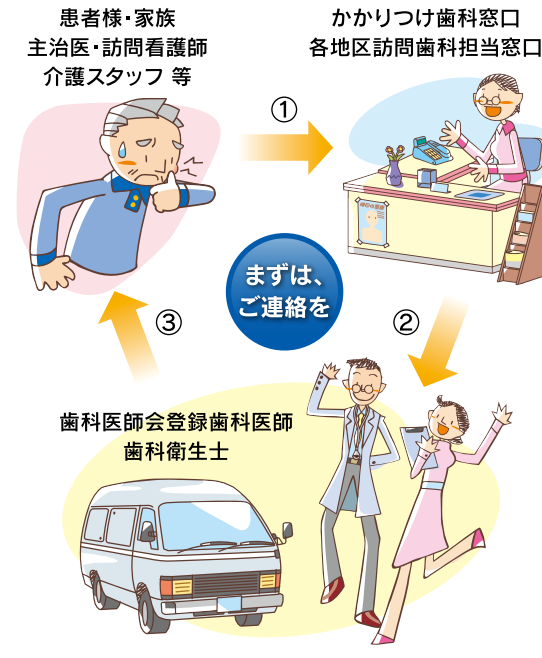 患者様・家族
主治医・訪問看護師
介護スタッフ 等
かかりつけ歯科窓口
各地区訪問歯科担当窓口
①
まずは、
ご連絡を
②
③
歯科医師会登録歯科医師
歯科衛生士